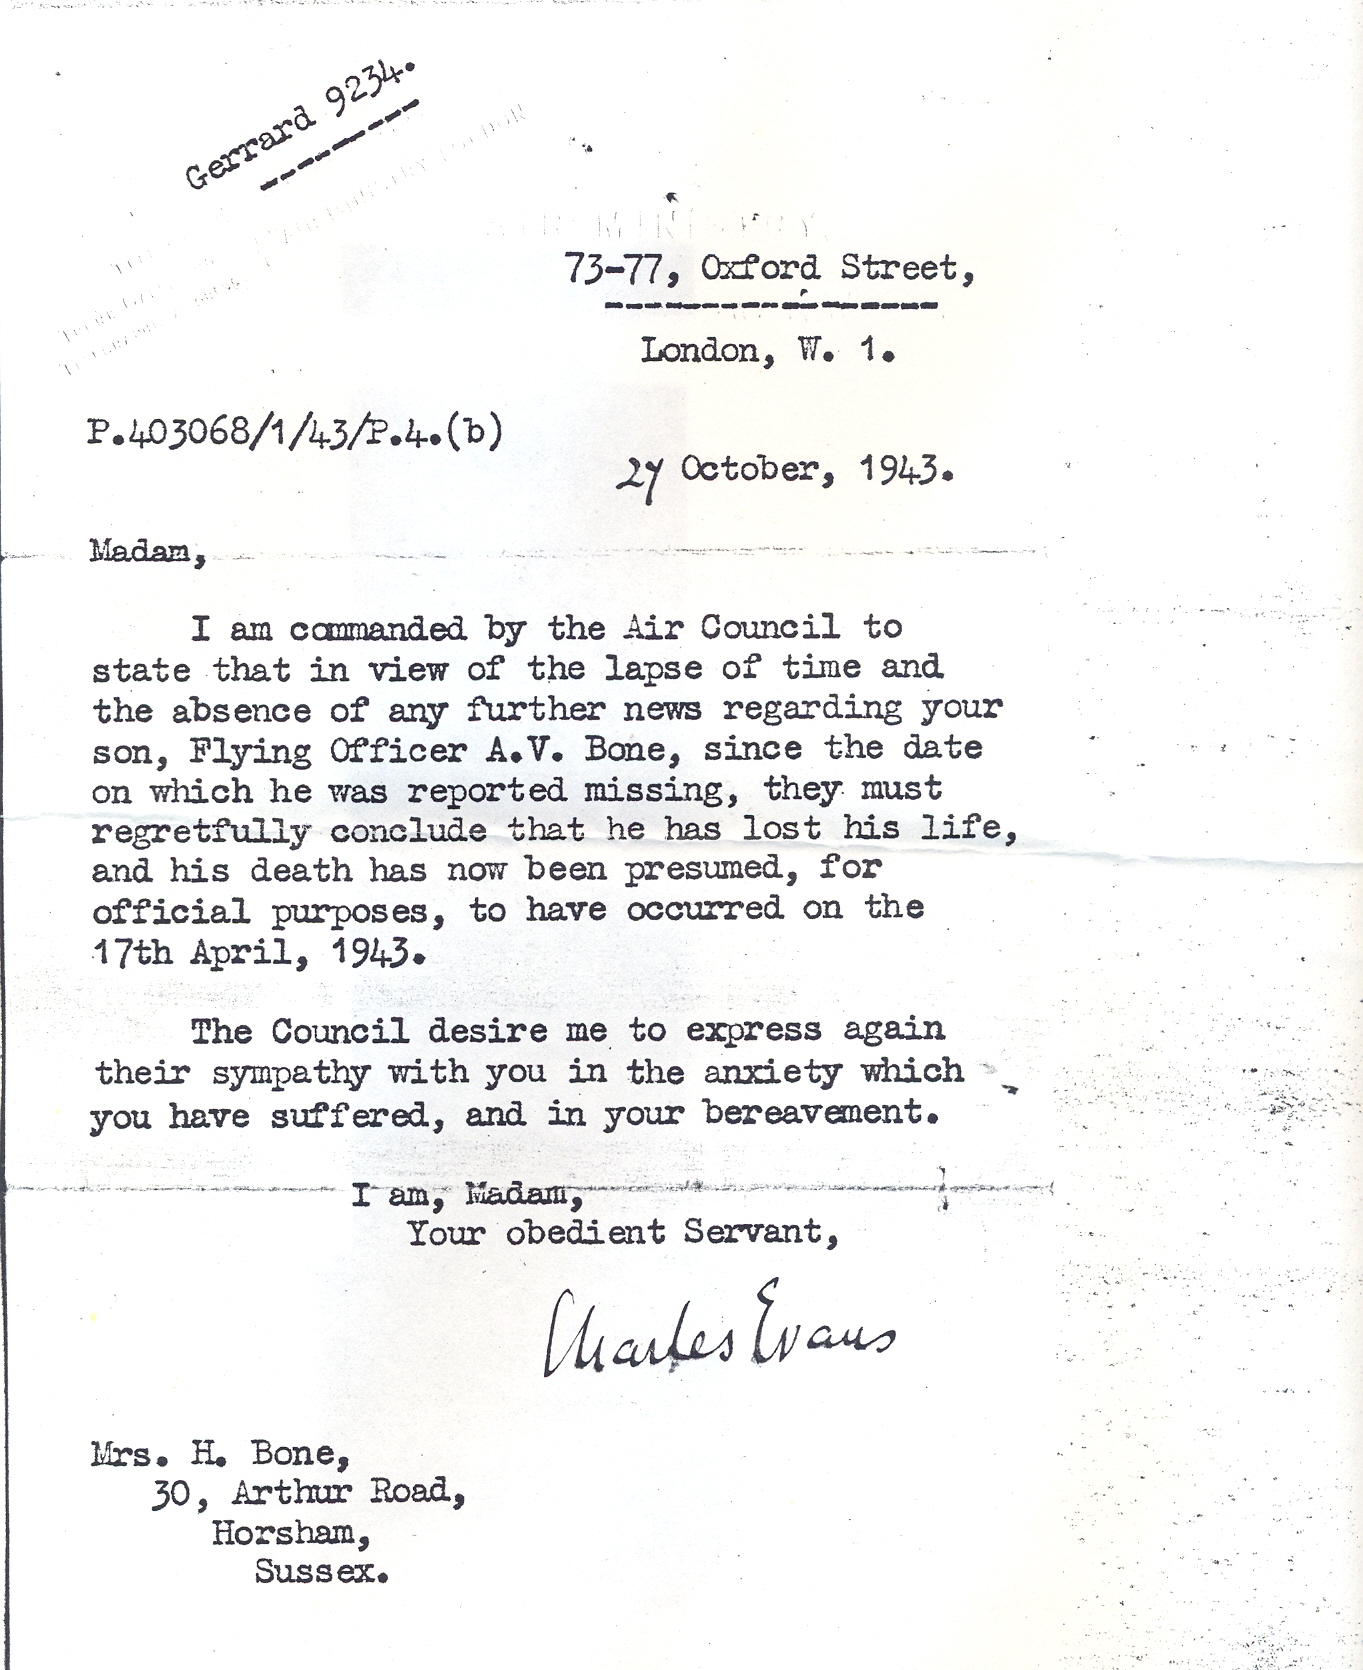 Gerrard 9234.
AIR MINISTRY
73-77, Oxford Street,
London, W. 1.
P.403068/1/43/P.4.(b)
27 October, 1943.
Madam,
I am commanded by the Air Council to
state that in view of the lapse of time and
the absence of any further news regarding your
son, Flying Officer A.V. Bone, since the date
on which he was reported missing, they must
regretfully conclude that he has lost his life,
and his death has now been presumed, for
official purposes, to have occurred on the
17th April, 1943.
The Council desire me to express again
their sympathy with you in the anxiety which
you have suffered, and in your bereavement.
I am, Madam,
Your obedient Servant,
Charles Evans
Mrs. H. Bone,
30, Arthur Road,
Horsham,
Sussex.